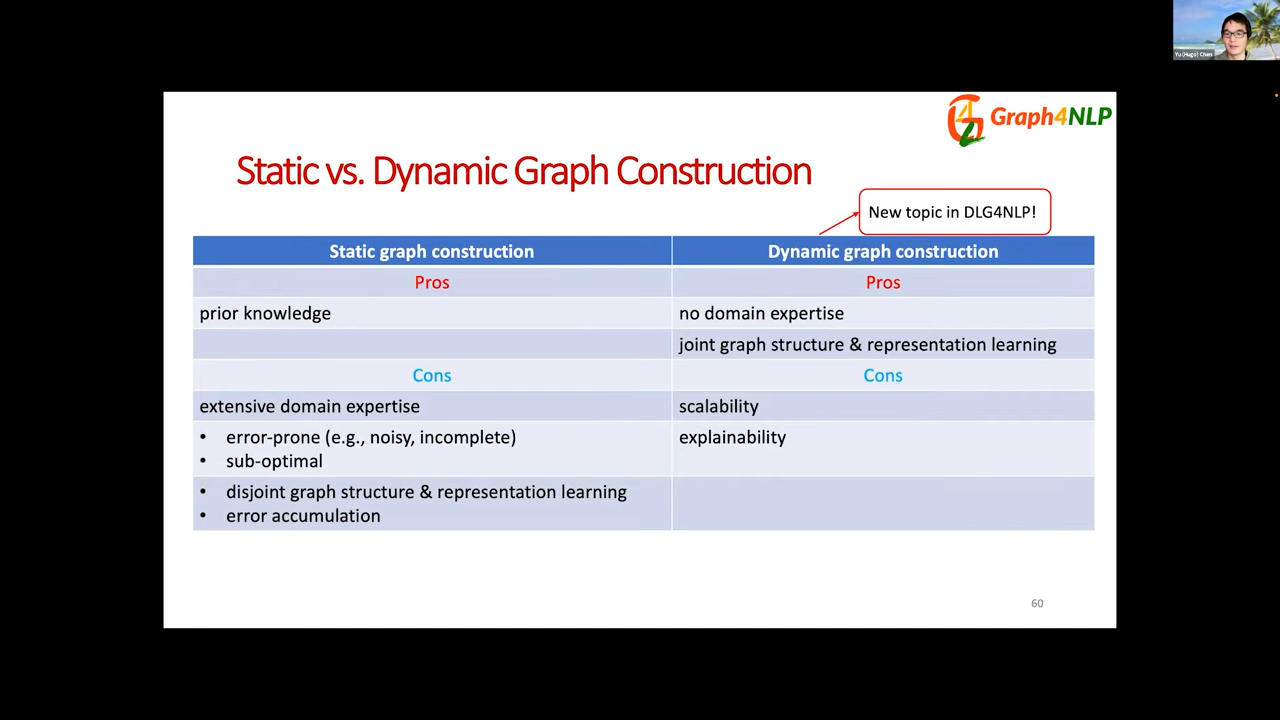 Yu (Hugo) Chen
Graph4NLP
Static vs. Dynamic Graph Construction
New topic in DLG4NLP!
Static graph construction
Dynamic graph construction
Pros
Pros
prior knowledge
no domain expertise
joint graph structure & representation learning
Cons
Cons
extensive domain expertise
scalability
• error-prone (e.g., noisy, incomplete)
• sub-optimal
explainability
• disjoint graph structure & representation learning
• error accumulation
60